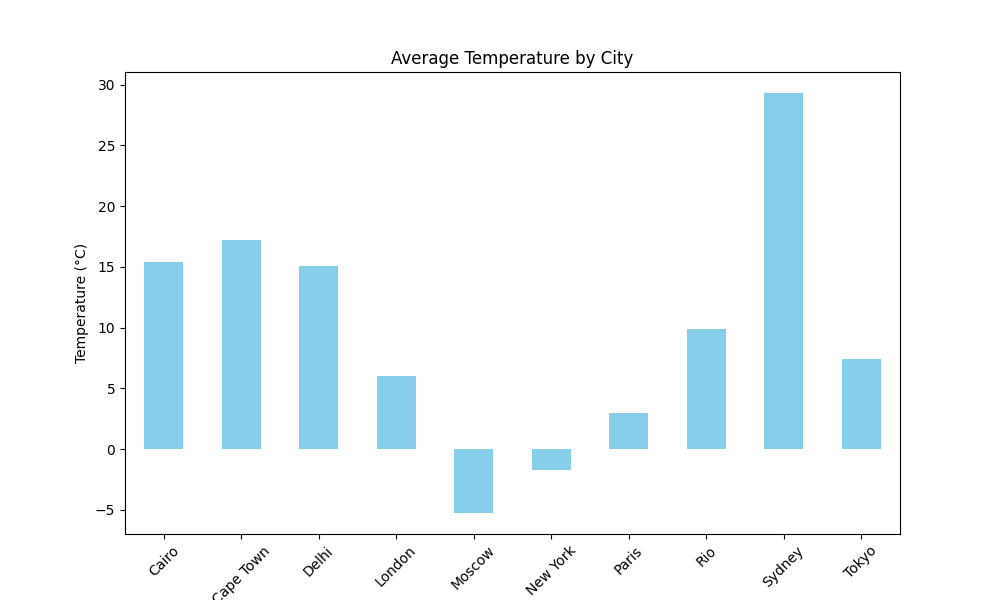 Average Temperature by City
Temperature (°C)
30
25
20
15
10
5
0
−5
Cairo
Cape Town
Delhi
London
Moscow
New York
Paris
Rio
Sydney
Tokyo